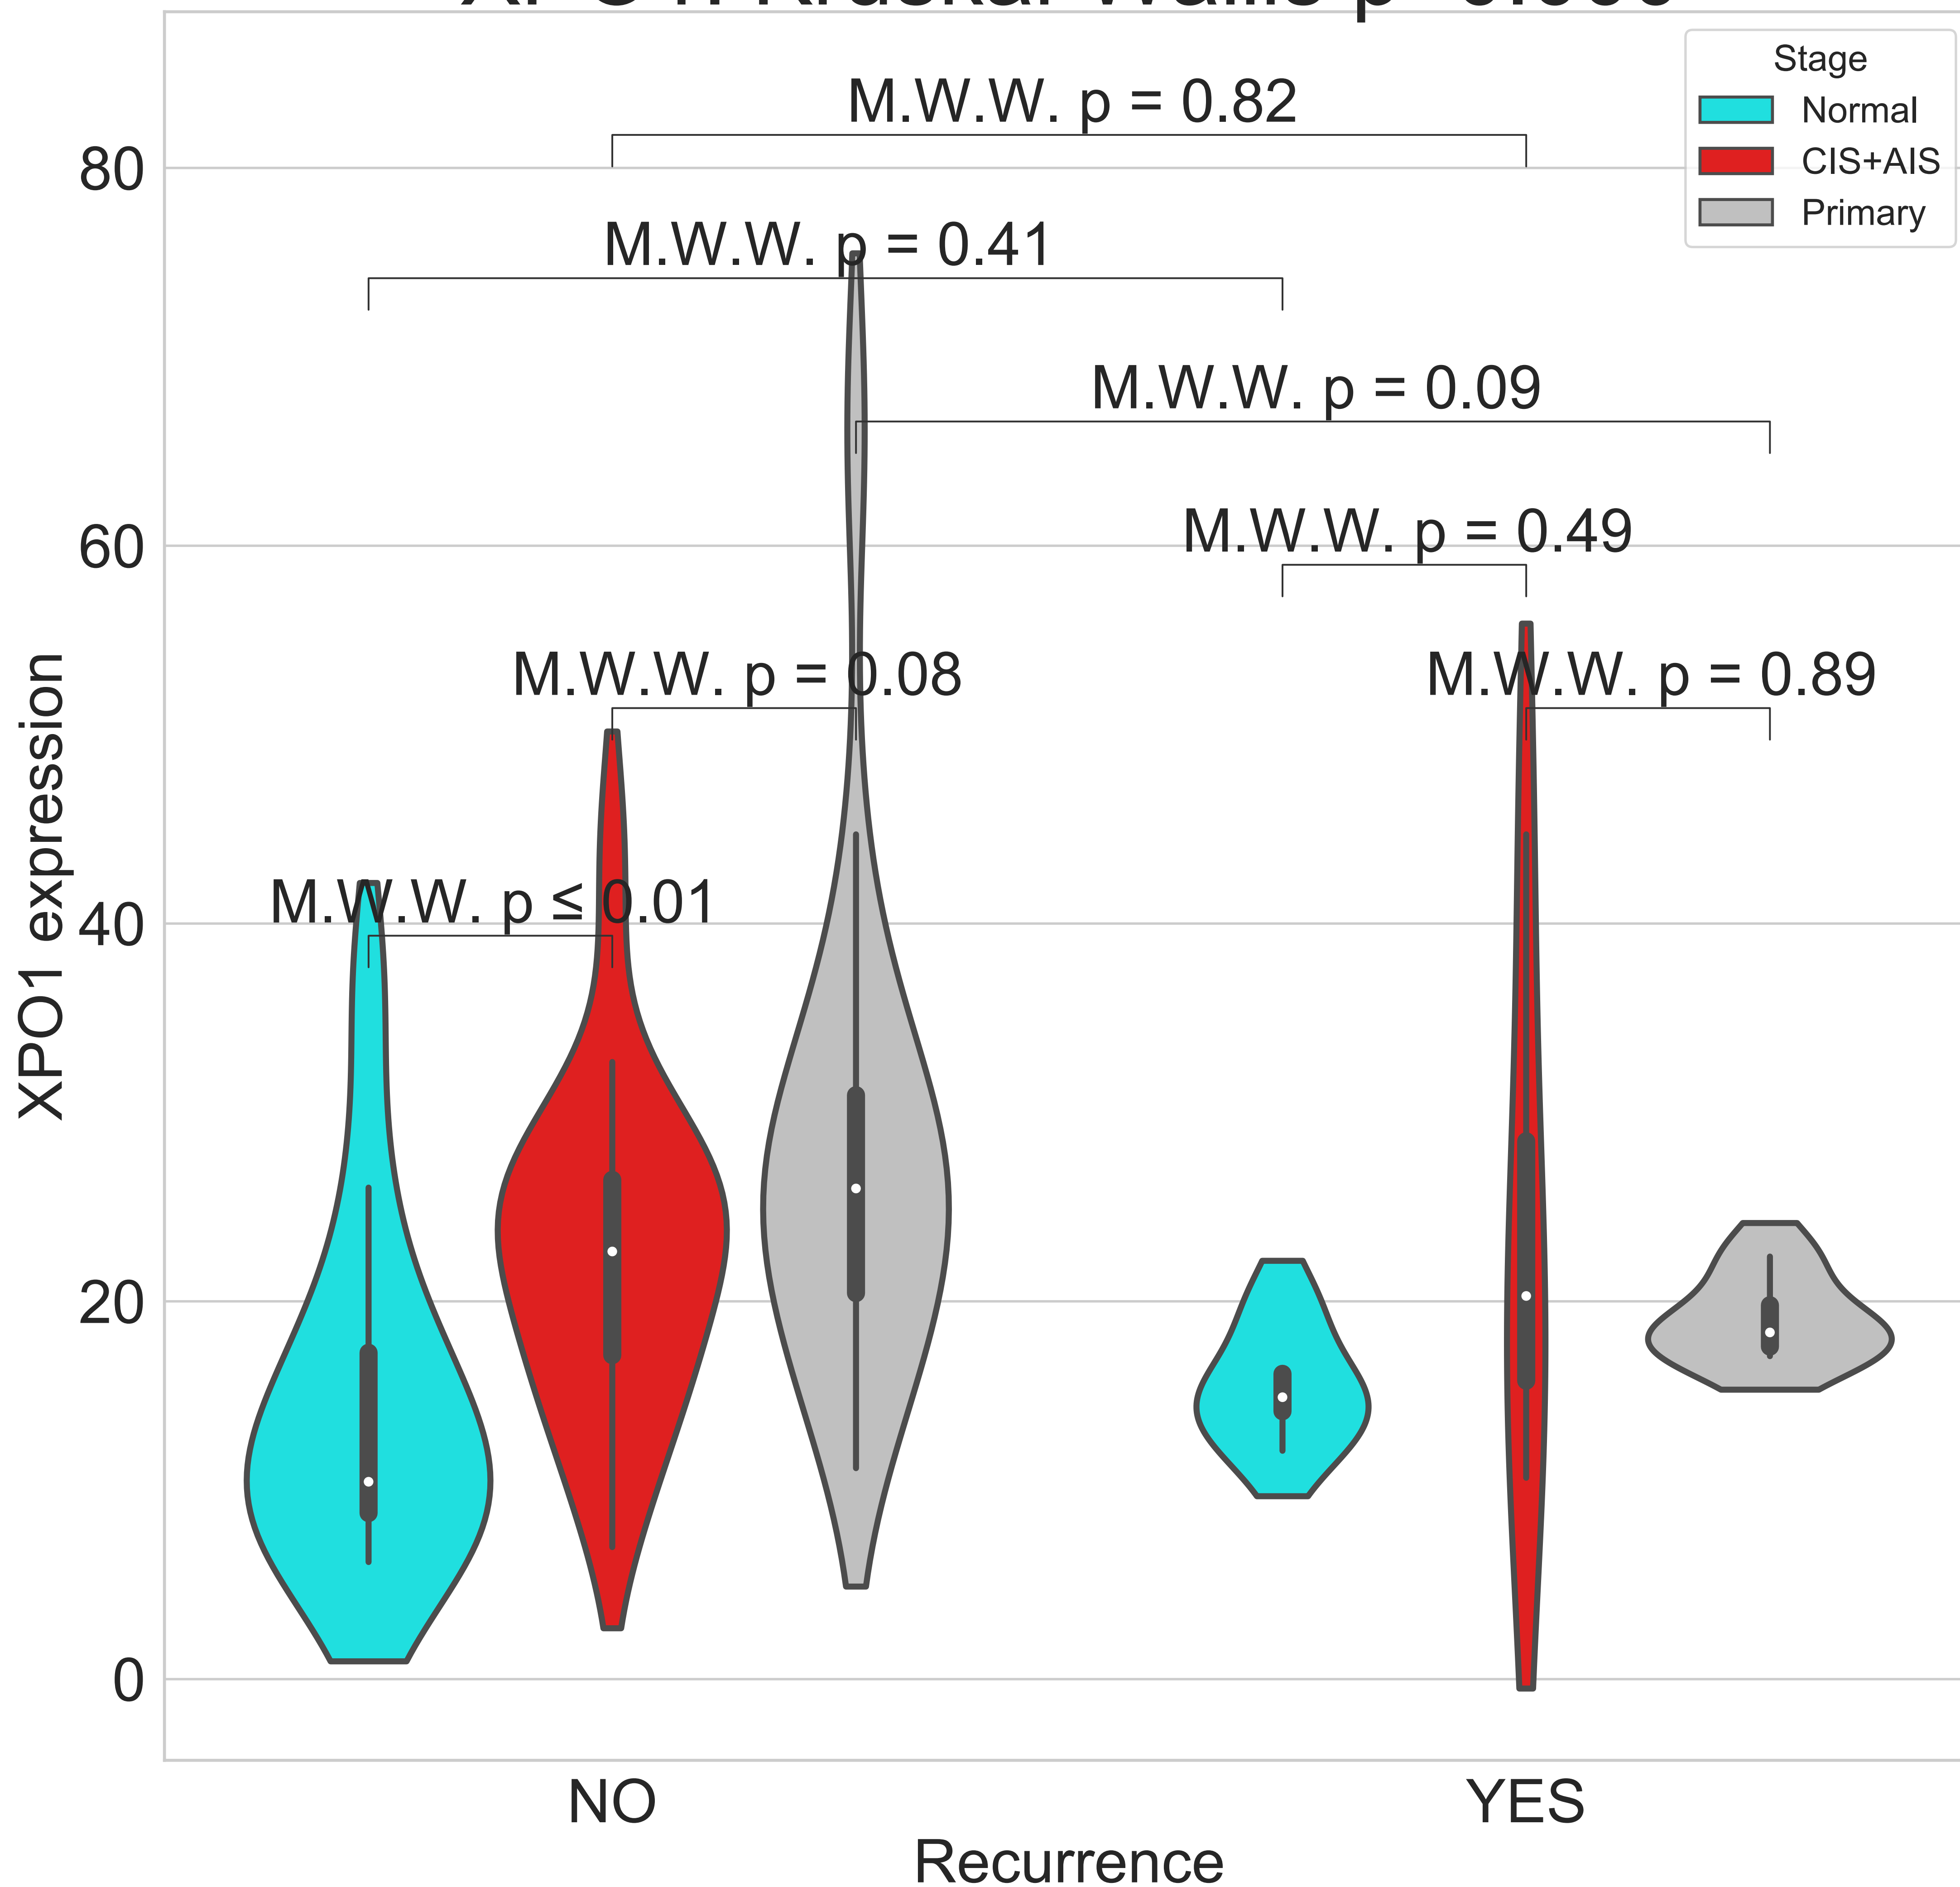 Stage
Normal
CIS+AIS
Primary
M.W.W. p = 0.82
M.W.W. p = 0.41
M.W.W. p = 0.09
M.W.W. p = 0.49
M.W.W. p = 0.08
M.W.W. p = 0.89
M.W.W. p ≤ 0.01
XPO1 expression
80
60
40
20
0
NO
YES
Recurrence